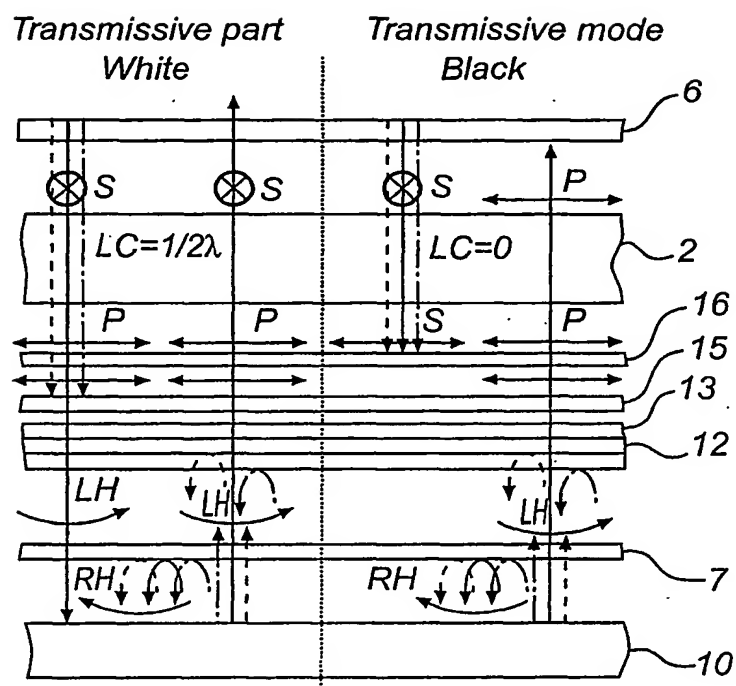 Transmissive part Transmissive mode
White Black
6
S S S P
LC=1/2λ LC=0
2
P P S P
16
15
13
12
LH LH LH
RH RH
7
10